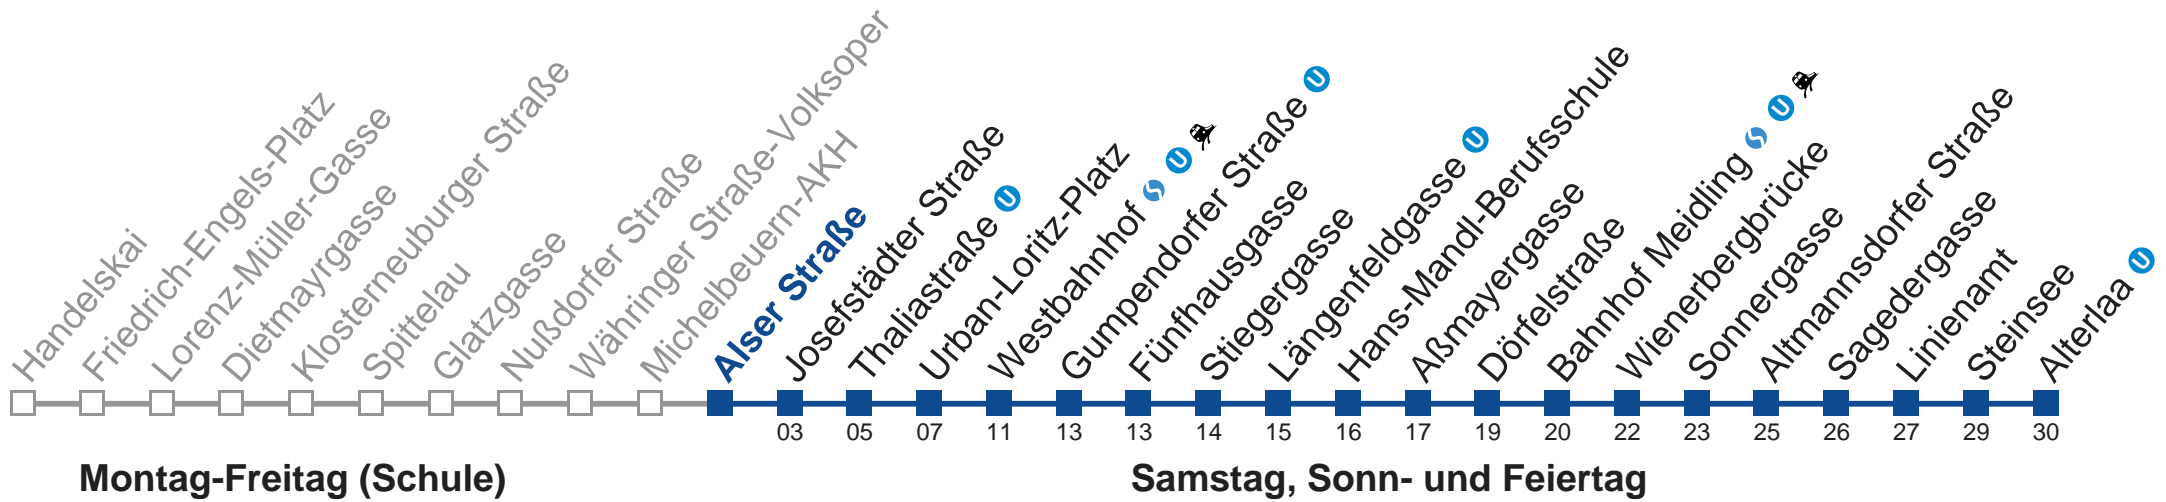 Handelskai
Friedrich-Engels-Platz
Lorenz-Müller-Gasse
Dietmayrgasse
Klosterneuburger Straße
Spittelau
Glatzgasse
Nußdorfer Straße
Währinger Straße-Volksoper
Michelbeuern-AKH
Alser Straße
Josefstädter Straße
Thaliastraße U
Urban-Loritz-Platz
Westbahnhof S U
Gumpendorfer Straße U
Fünfhausgasse
Stiegergasse
Längenfeldgasse U
Hans-Mandl-Berufsschule
Aßmayergasse
Dörfelstraße
Bahnhof Meidling S U
Wienerbergbrücke
Sonnergasse
Altmannsdorfer Straße
Sagedergasse
Linienamt
Steinsee
Alterlaa U
03 05 07 11 13 13 14 15 16 17 19 20 22 23 25 26 27 29 30
Montag-Freitag (Schule) Samstag, Sonn- und Feiertag